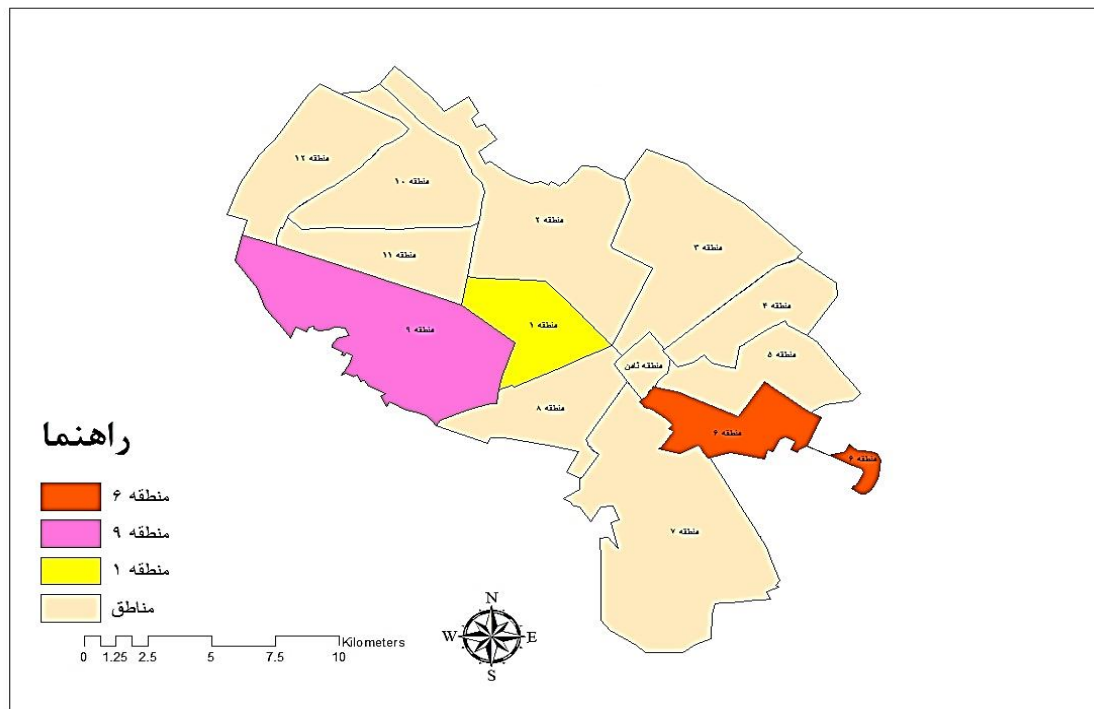 منطقه ۱۲
منطقه ۱۰
منطقه ۲
منطقه ۳
منطقه ۱۱
منطقه ۴
منطقه ۹
منطقه ۱
منطقه ۵
منطقه ثامن
منطقه ۸
منطقه ۶
منطقه ۶
منطقه ۷
راهنما
منطقه ۶
منطقه ۹
منطقه ۱
مناطق
Kilometers
0 1.25 2.5 5 7.5 10
N
W E
S